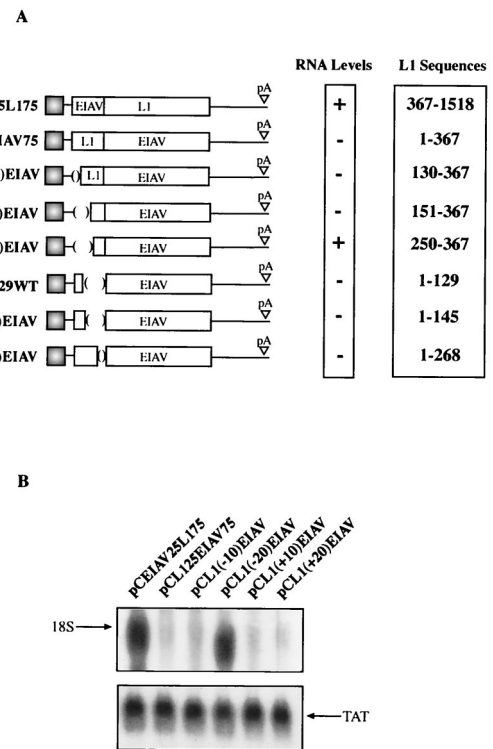 A
RNA Levels L1 Sequences
5L175 EIAV L1 pA + 367-1518
IAV75 L1 EIAV pA - 1-367
)EIAV () L1 EIAV pA - 130-367
)EIAV ( ) EIAV pA - 151-367
)EIAV ( ) EIAV pA + 250-367
29WT ( ) EIAV pA - 1-129
)EIAV ( ) EIAV pA - 1-145
)EIAV () EIAV pA - 1-268
B
pCEIAV25L175
pCL125EIAV75
pCL1(-10)EIAV
pCL1(-20)EIAV
pCL1(+10)EIAV
pCL1(+20)EIAV
18S
TAT